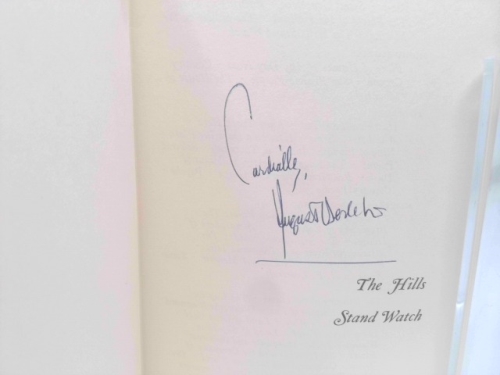 Cordially,
August Derleth
The Hills
Stand Watch